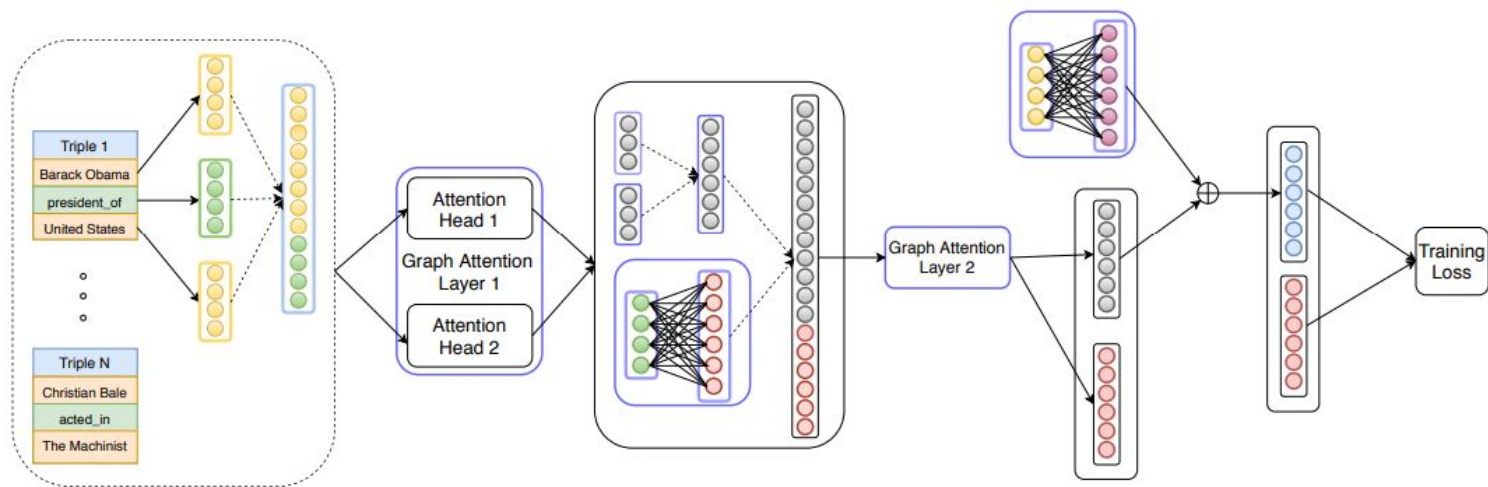 Triple 1
Barack Obama
president_of
United States
Triple N
Christian Bale
acted_in
The Machinist
Attention
Head 1
Graph Attention
Layer 1
Attention
Head 2
Graph Attention
Layer 2
Training
Loss